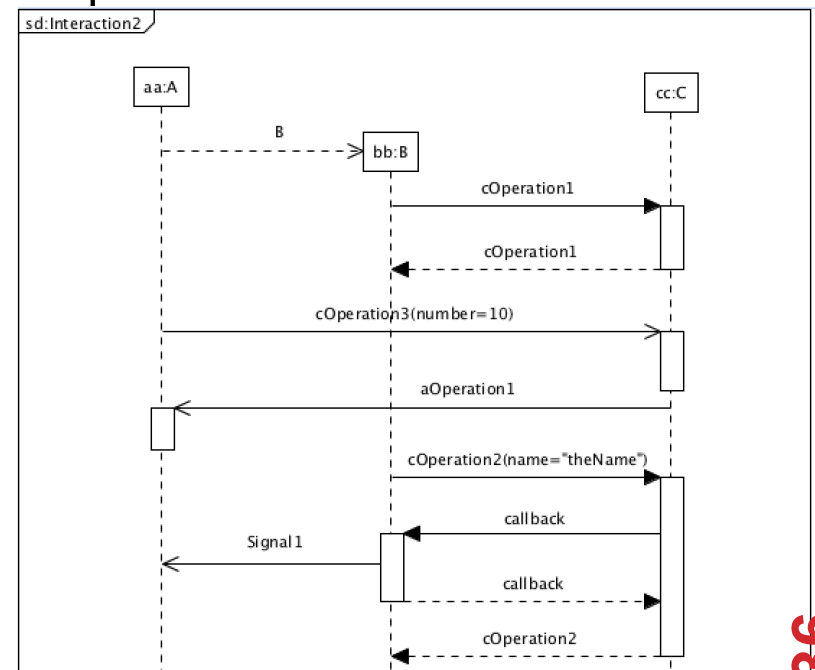 sd:Interaction2
aa:A
cc:C
B
bb:B
cOperation1
cOperation1
cOperation3(number=10)
aOperation1
cOperation2(name="theName")
callback
Signal1
callback
cOperation2